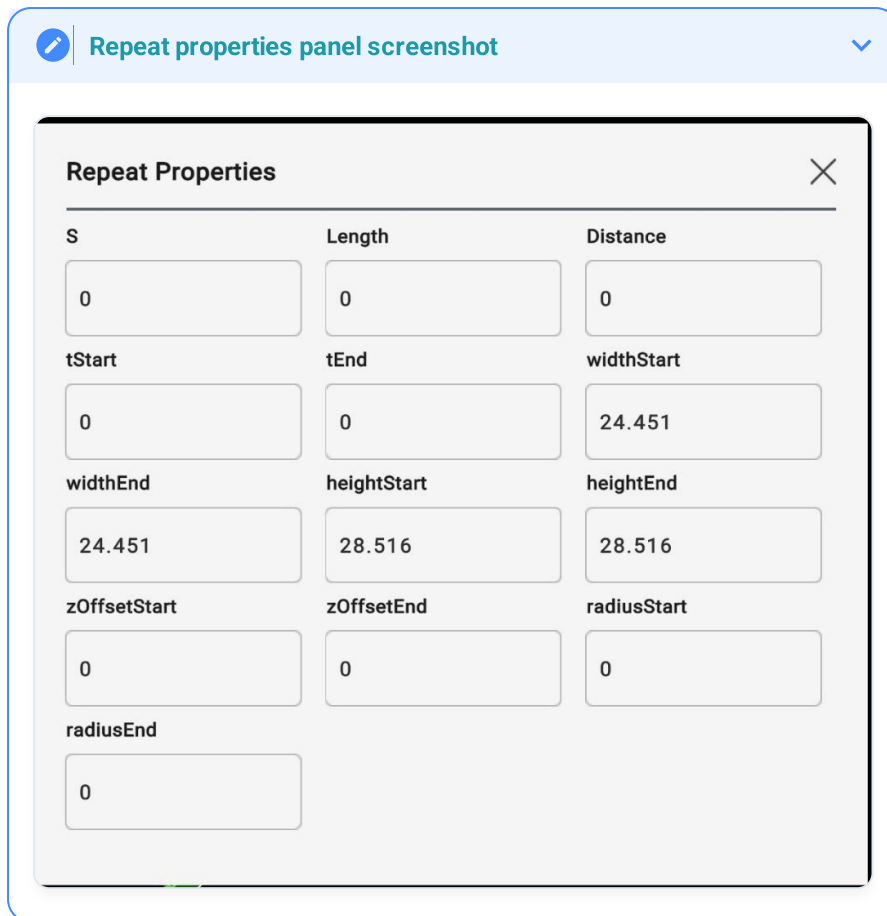 Repeat properties panel screenshot
Repeat Properties
S Length Distance
0 0 0
tStart tEnd widthStart
0 0 24.451
widthEnd heightStart heightEnd
24.451 28.516 28.516
zOffsetStart zOffsetEnd radiusStart
0 0 0
radiusEnd
0